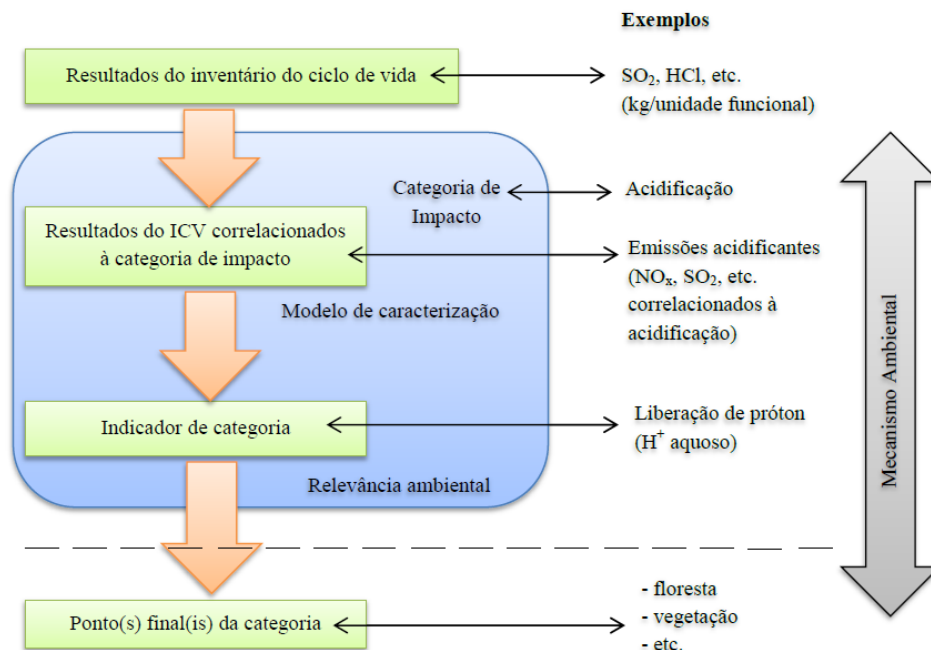 Exemplos
Resultados do inventário do ciclo de vida
SO₂, HCl, etc.
(kg/unidade funcional)
Categoria de
Impacto
Acidificação
Resultados do ICV correlacionados
à categoria de impacto
Emissões acidificantes
(NOₓ, SO₂, etc.
correlacionados à
acidificação)
Modelo de caracterização
Indicador de categoria
Liberação de próton
(H⁺ aquoso)
Relevância ambiental
Mecanismo Ambiental
Ponto(s) final(is) da categoria
- floresta
- vegetação
- etc.